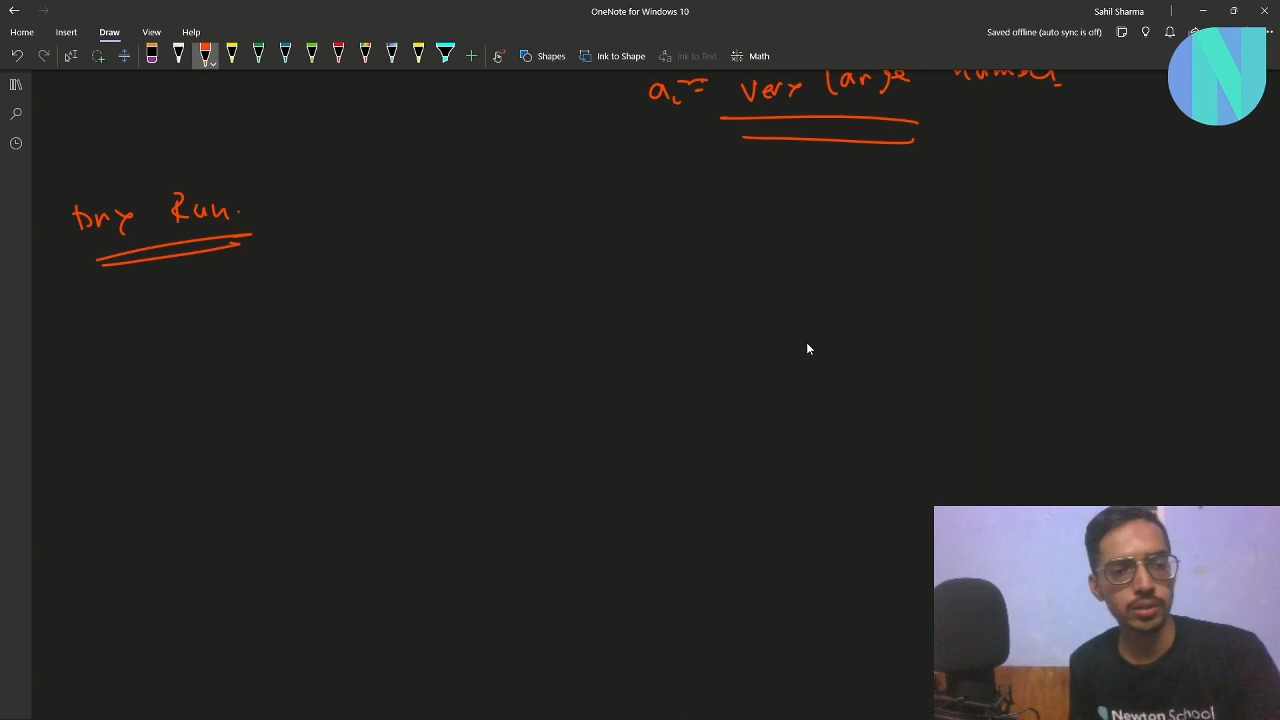 OneNote for Windows 10
Sahil Sharma
Home Insert Draw View Help
Saved offline (auto sync is off)
Shapes Ink to Shape Ink to Text Math
ai = very large number.
Dry Run.
N
Newton School